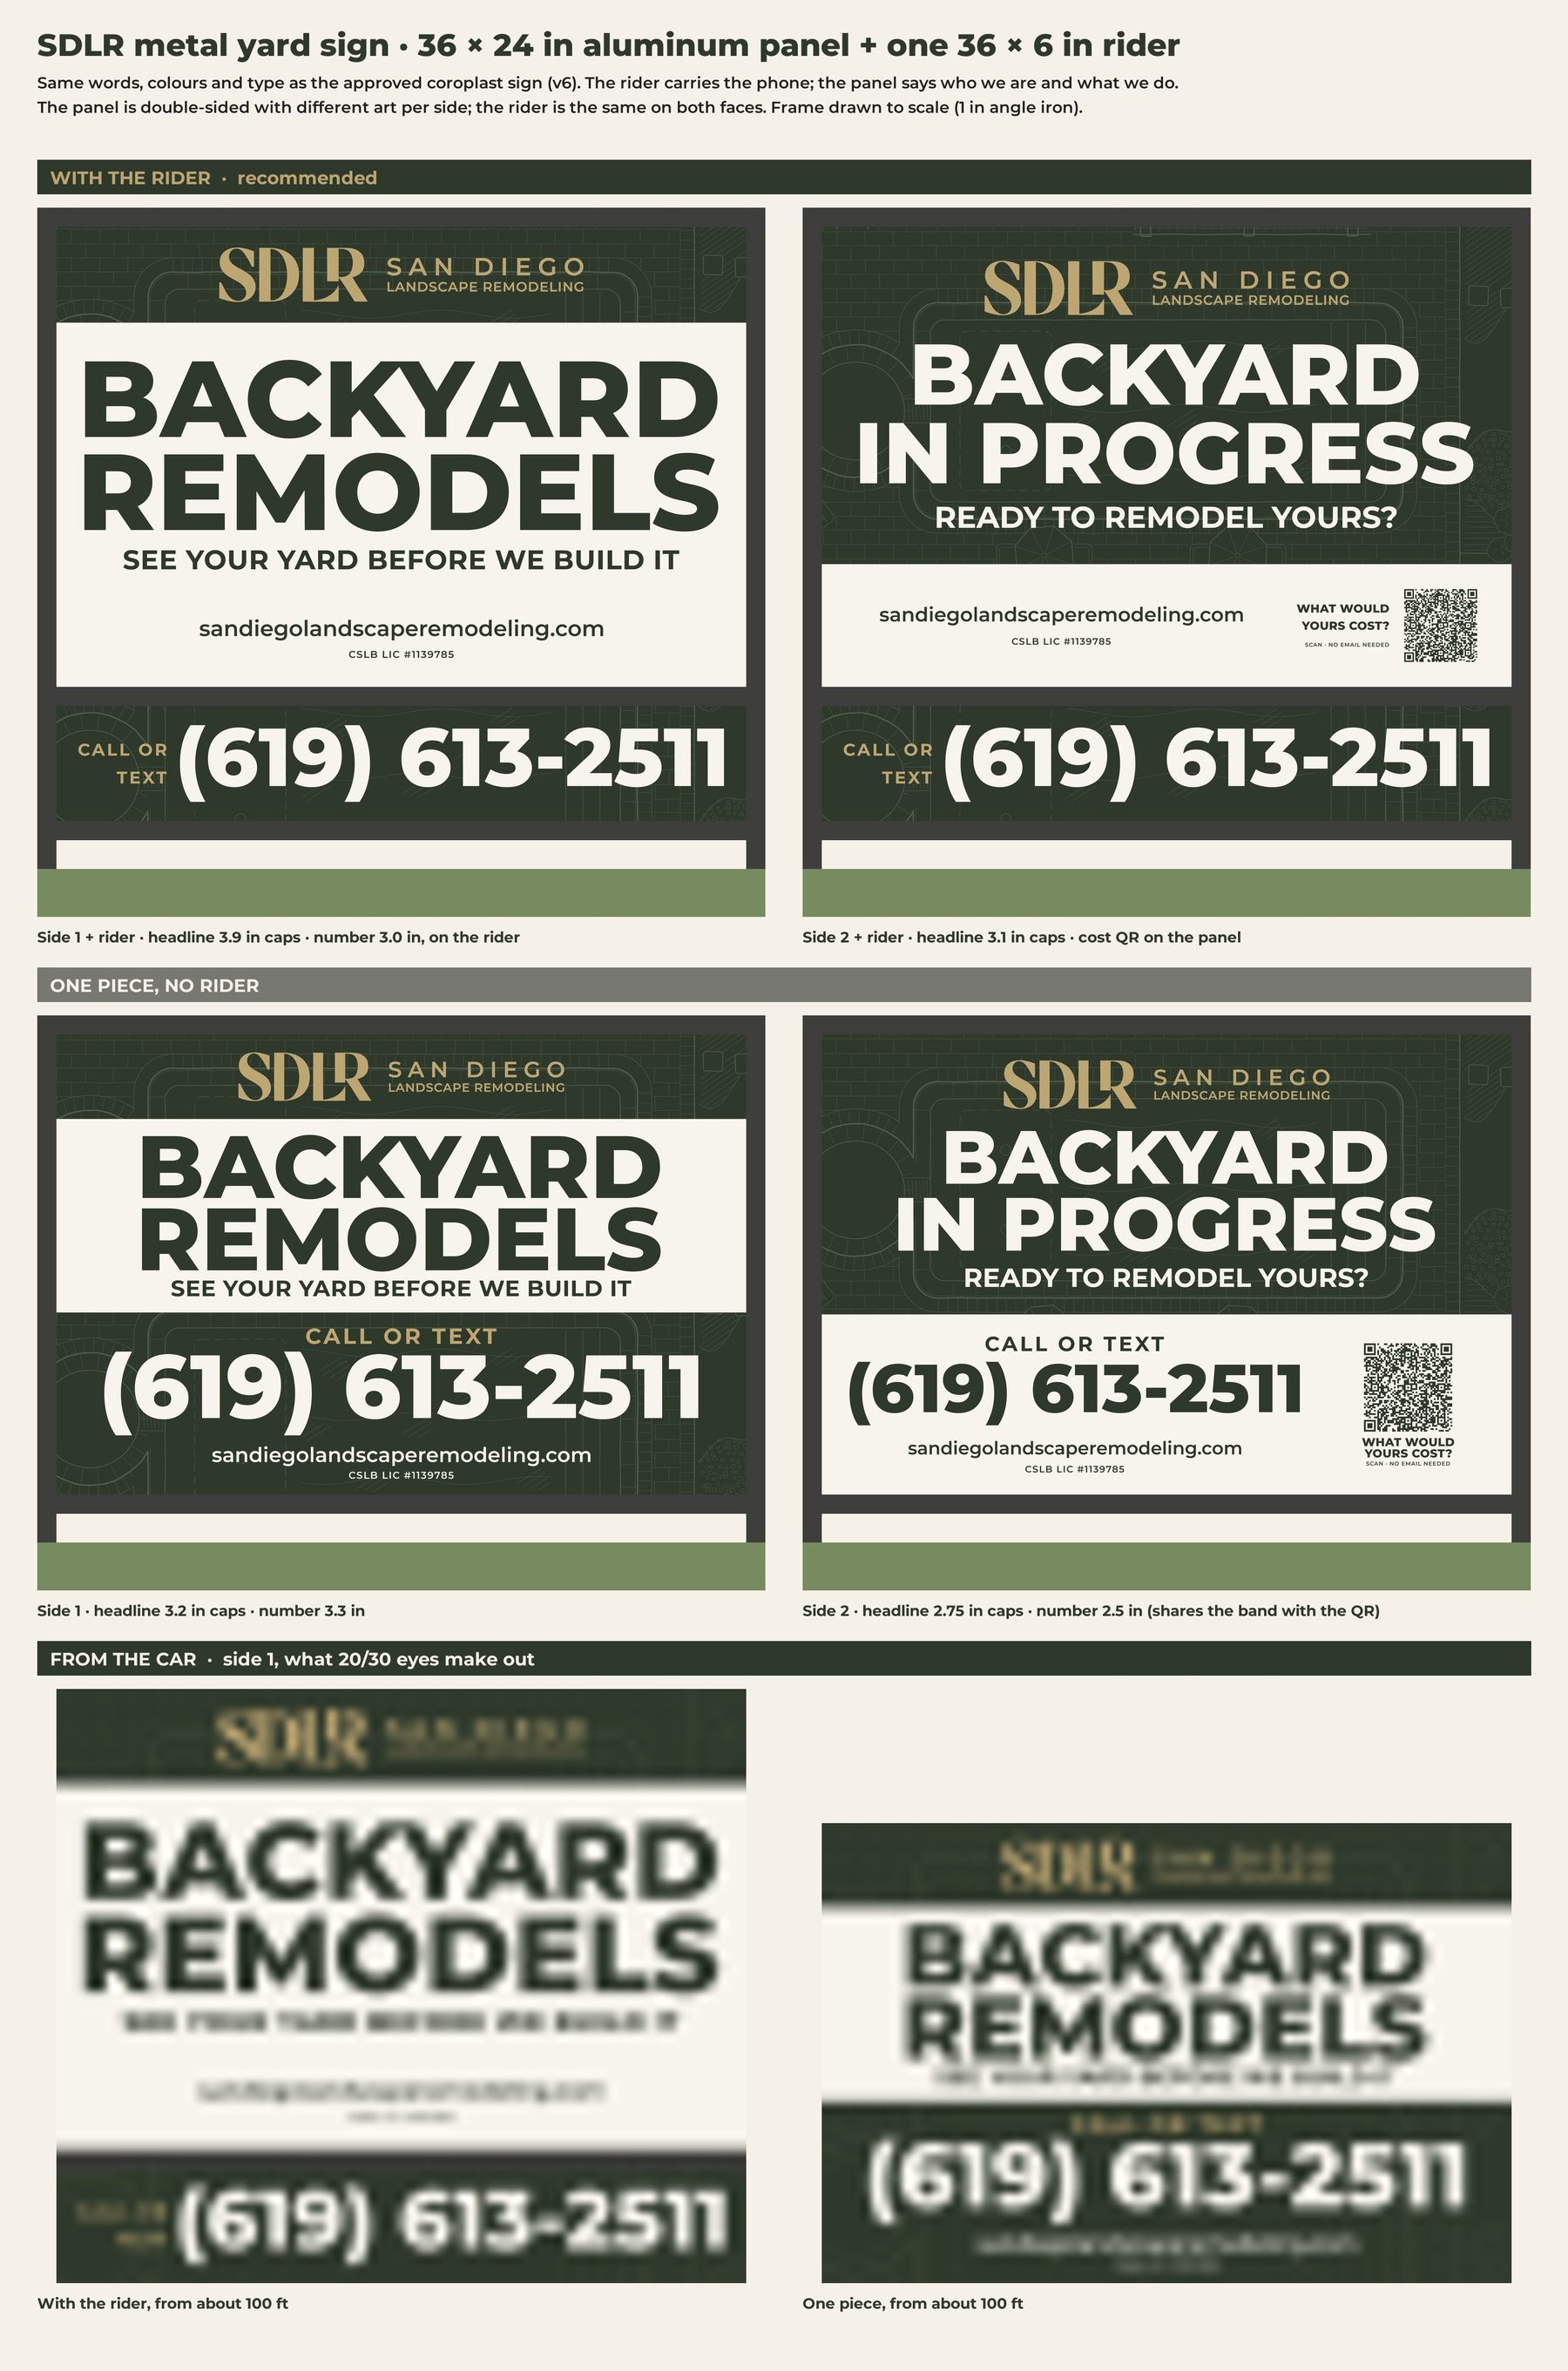 SDLR metal yard sign · 36 × 24 in aluminum panel + one 36 × 6 in rider
Same words, colours and type as the approved coroplast sign (v6). The rider carries the phone; the panel says who we are and what we do.
The panel is double-sided with different art per side; the rider is the same on both faces. Frame drawn to scale (1 in angle iron).
WITH THE RIDER · recommended
SDLR SAN DIEGO
LANDSCAPE REMODELING
BACKYARD
REMODELS
SEE YOUR YARD BEFORE WE BUILD IT
sandiegolandscaperemodeling.com
CSLB LIC #1139785
CALL OR
TEXT
(619) 613-2511
Side 1 + rider · headline 3.9 in caps · number 3.0 in, on the rider
SDLR SAN DIEGO
LANDSCAPE REMODELING
BACKYARD
IN PROGRESS
READY TO REMODEL YOURS?
sandiegolandscaperemodeling.com
CSLB LIC #1139785
WHAT WOULD
YOURS COST?
SCAN · NO EMAIL NEEDED
CALL OR
TEXT
(619) 613-2511
Side 2 + rider · headline 3.1 in caps · cost QR on the panel
ONE PIECE, NO RIDER
SDLR SAN DIEGO
LANDSCAPE REMODELING
BACKYARD
REMODELS
SEE YOUR YARD BEFORE WE BUILD IT
CALL OR TEXT
(619) 613-2511
sandiegolandscaperemodeling.com
CSLB LIC #1139785
Side 1 · headline 3.2 in caps · number 3.3 in
SDLR SAN DIEGO
LANDSCAPE REMODELING
BACKYARD
IN PROGRESS
READY TO REMODEL YOURS?
CALL OR TEXT
(619) 613-2511
sandiegolandscaperemodeling.com
CSLB LIC #1139785
WHAT WOULD
YOURS COST?
SCAN · NO EMAIL NEEDED
Side 2 · headline 2.75 in caps · number 2.5 in (shares the band with the QR)
FROM THE CAR · side 1, what 20/30 eyes make out
SDLR
BACKYARD
REMODELS
(619) 613-2511
With the rider, from about 100 ft
SDLR
BACKYARD
REMODELS
(619) 613-2511
One piece, from about 100 ft